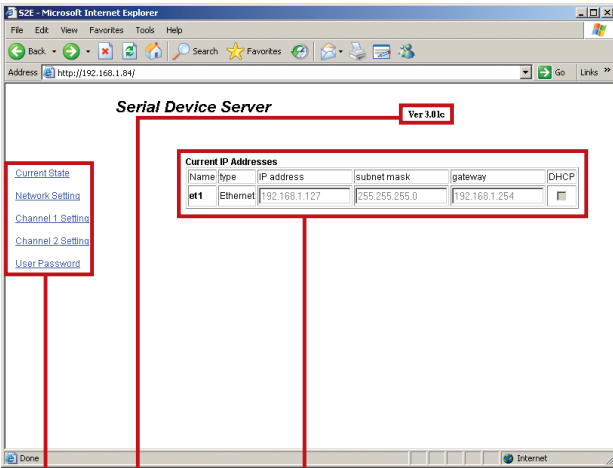 S2E - Microsoft Internet Explorer
File Edit View Favorites Tools Help
Back Search Favorites
Address http://192.168.1.84/ Go Links »
Serial Device Server
Ver 3.01c
Current IP Addresses
Name type IP address subnet mask gateway DHCP
et1 Ethernet 192.168.1.127 255.255.255.0 192.168.1.254
Current State
Network Setting
Channel 1 Setting
Channel 2 Setting
User Password
Done Internet